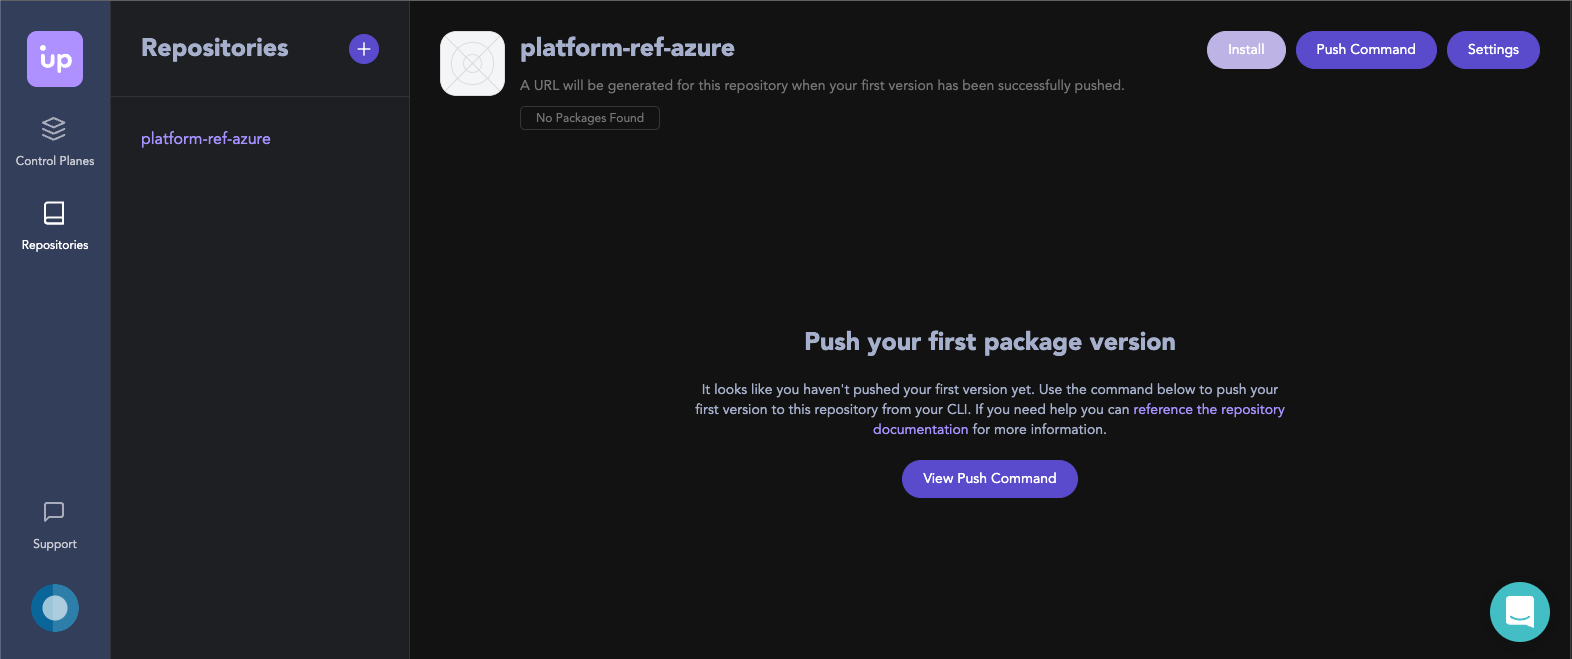 up
Control Planes
Repositories
Support
Repositories
platform-ref-azure
platform-ref-azure
A URL will be generated for this repository when your first version has been successfully pushed.
No Packages Found
Install
Push Command
Settings
Push your first package version
It looks like you haven't pushed your first version yet. Use the command below to push your
first version to this repository from your CLI. If you need help you can reference the repository
documentation for more information.
View Push Command